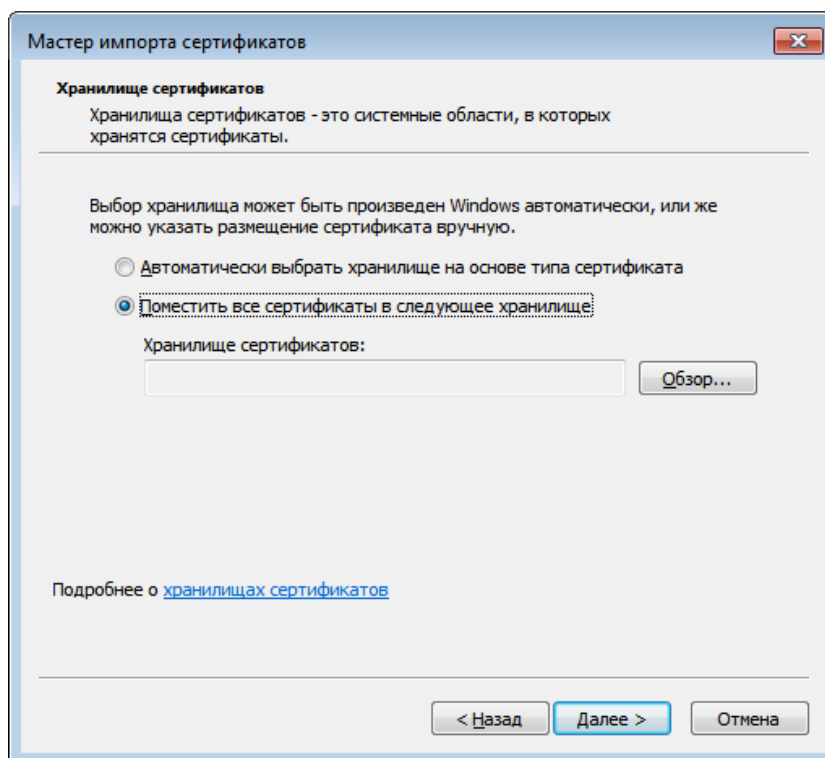 Мастер импорта сертификатов
Хранилище сертификатов
Хранилища сертификатов - это системные области, в которых
хранятся сертификаты.
Выбор хранилища может быть произведен Windows автоматически, или же
можно указать размещение сертификата вручную.
Автоматически выбрать хранилище на основе типа сертификата
Поместить все сертификаты в следующее хранилище
Хранилище сертификатов:
Обзор...
Подробнее о хранилищах сертификатов
< Назад
Далее >
Отмена